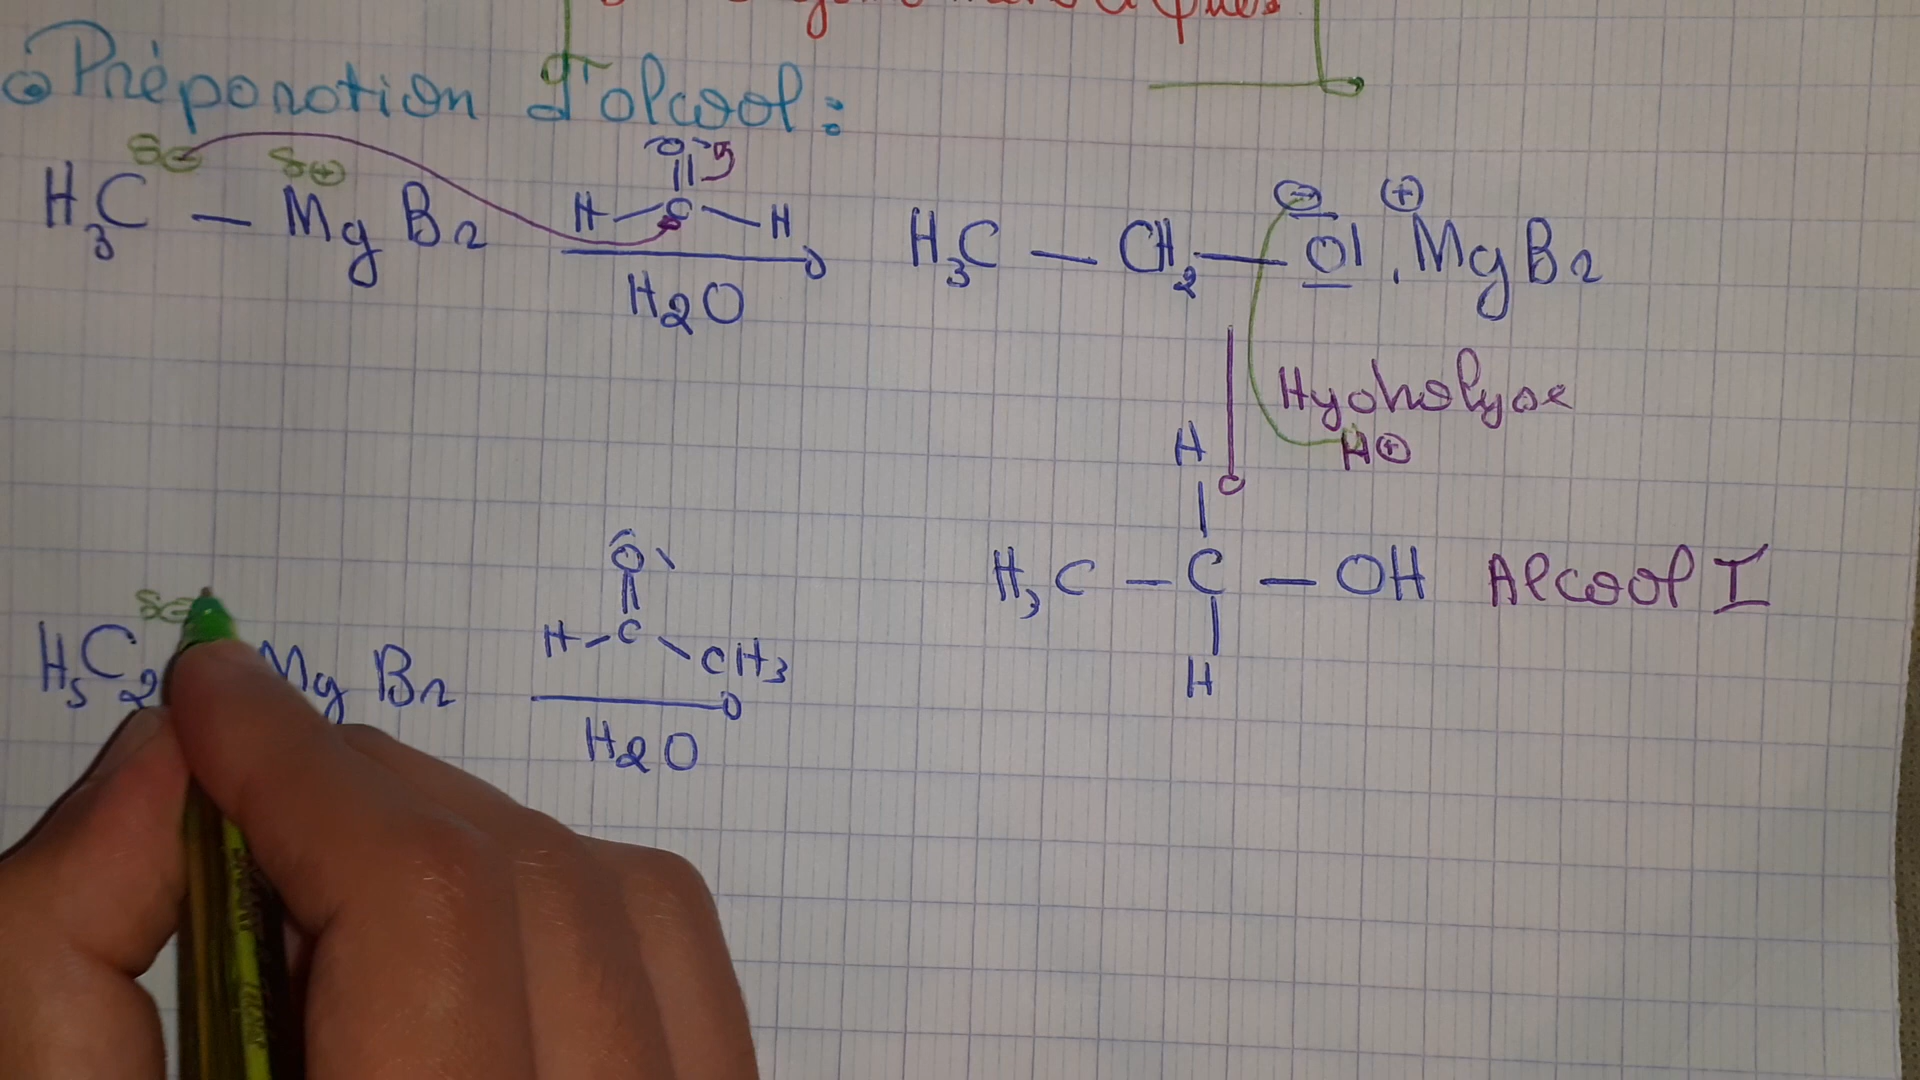 Préparation d'alcool:
δ⊖ δ⊕
H₃C — MgBr
O
H — C — H
H₂O
H₃C — CH₂ — O| ⊖ . ⊕ MgBr
Hydrolyse
H⊕
H
H₃C — C — OH Alcool I
H
δ⊖
H₅C₂ MgBr
O
H — C — CH₃
H₂O